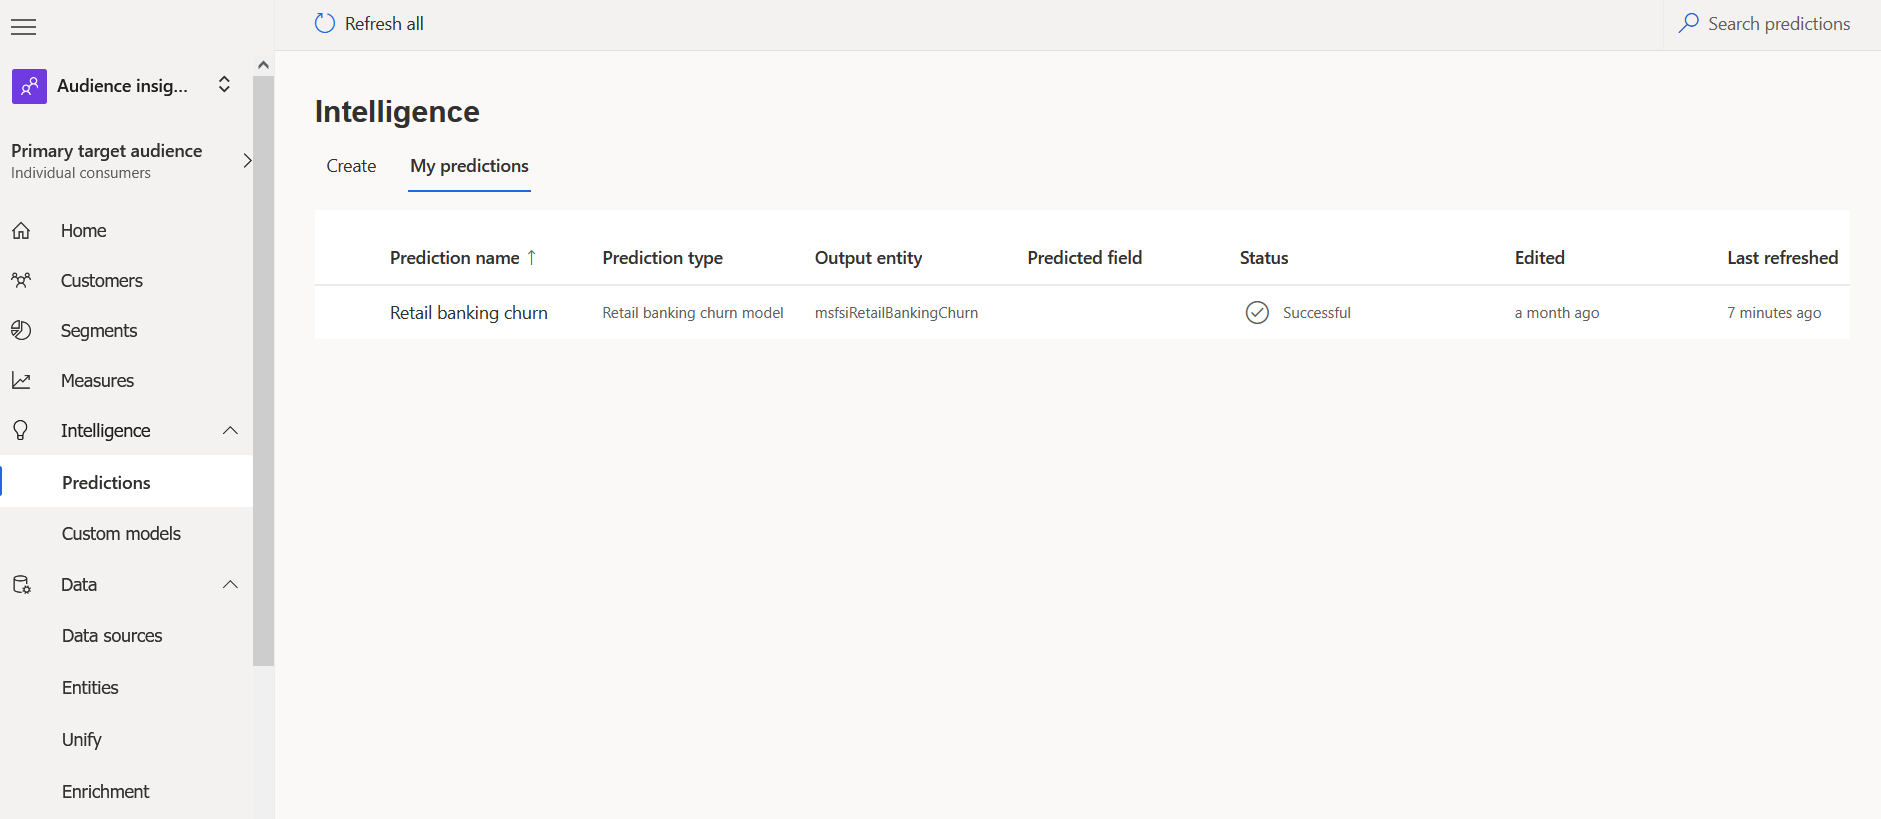 Refresh all
Search predictions
Audience insig...
Primary target audience
Individual consumers
Home
Customers
Segments
Measures
Intelligence
Predictions
Custom models
Data
Data sources
Entities
Unify
Enrichment
Intelligence
Create My predictions
Prediction name ↑ Prediction type Output entity Predicted field Status Edited Last refreshed
Retail banking churn Retail banking churn model msfsiRetailBankingChurn Successful a month ago 7 minutes ago